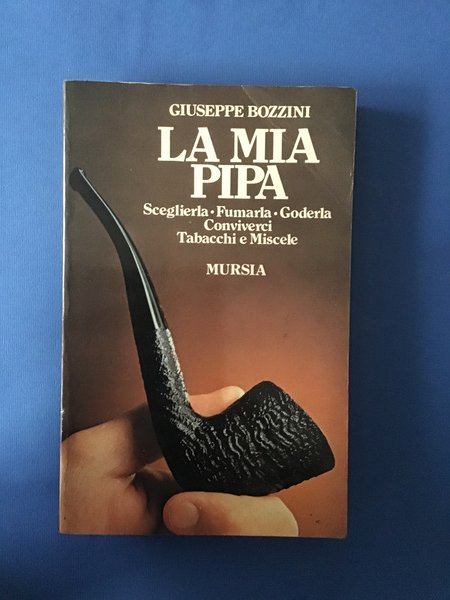 GIUSEPPE BOZZINI
LA MIA
PIPA
Sceglierla • Fumarla • Goderla
Conviverci
Tabacchi e Miscele
MURSIA